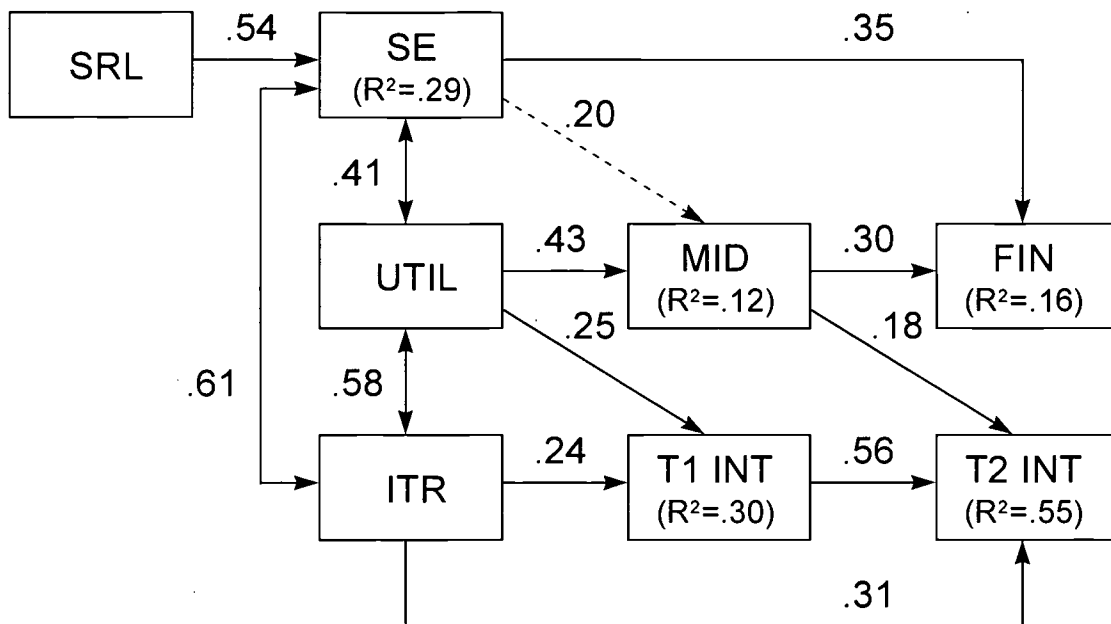 .54
SE
.35
SRL
(R²=.29)
.20
.41
.43
MID
.30
FIN
UTIL
(R²=.12)
(R²=.16)
.25
.18
.61
.58
.24
T1 INT
.56
T2 INT
ITR
(R²=.30)
(R²=.55)
.31